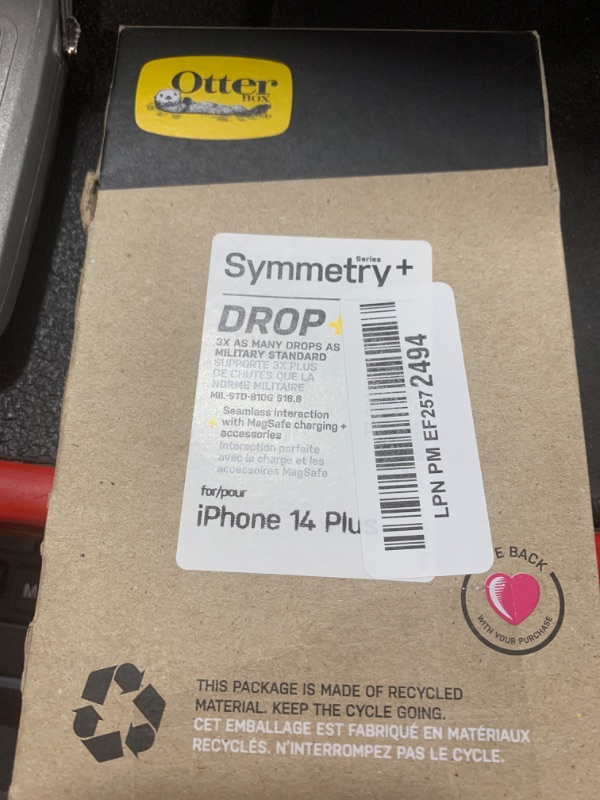 Otter
BOX
Symmetry Series +
DROP+
3X AS MANY DROPS AS
MILITARY STANDARD
SUPPORTE 3X PLUS
DE CHUTES QUE LA
NORME MILITAIRE
MIL-STD-810G 516.6
Seamless interaction
with MagSafe charging +
accessories
Interaction parfaite
avec la charge et les
accessoires MagSafe
for/pour
iPhone 14 Plus
LPN PM EF2572494
E BACK
WITH YOUR PURCHASE
THIS PACKAGE IS MADE OF RECYCLED
MATERIAL. KEEP THE CYCLE GOING.
CET EMBALLAGE EST FABRIQUÉ EN MATÉRIAUX
RECYCLÉS. N'INTERROMPEZ PAS LE CYCLE.
M